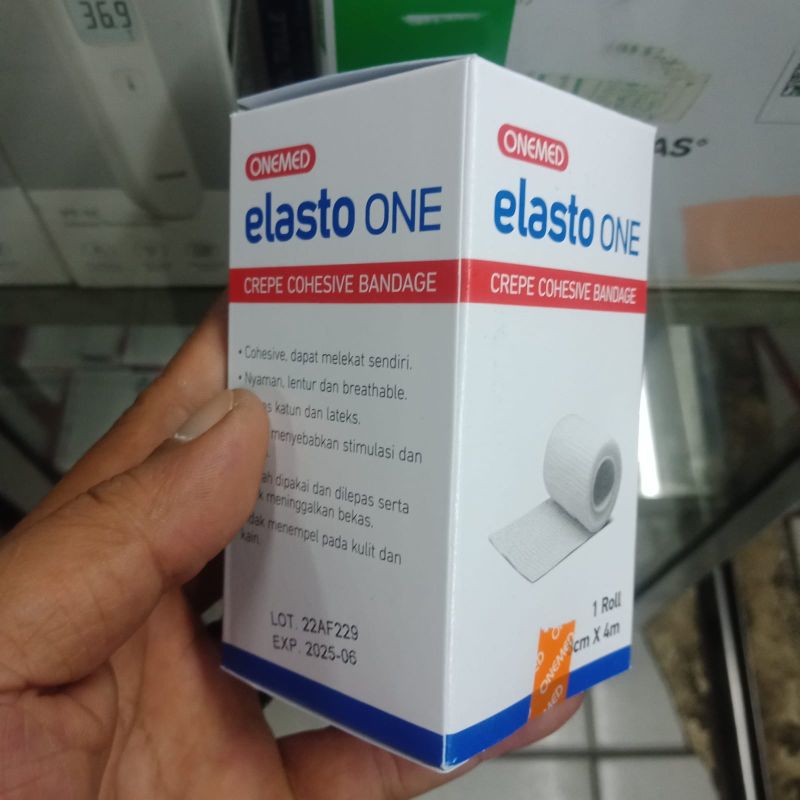 36.9
ONEMED
elasto ONE
CREPE COHESIVE BANDAGE
• Cohesive, dapat melekat sendiri.
• Nyaman, lentur dan breathable.
katun dan lateks.
menyebabkan stimulasi dan
dipakai dan dilepas serta
meninggalkan bekas.
menempel pada kulit dan
kain.
LOT. 22AF229
EXP. 2025-06
ONEMED
elasto ONE
CREPE COHESIVE BANDAGE
1 Roll
cm X 4m
ONEMED
AS®